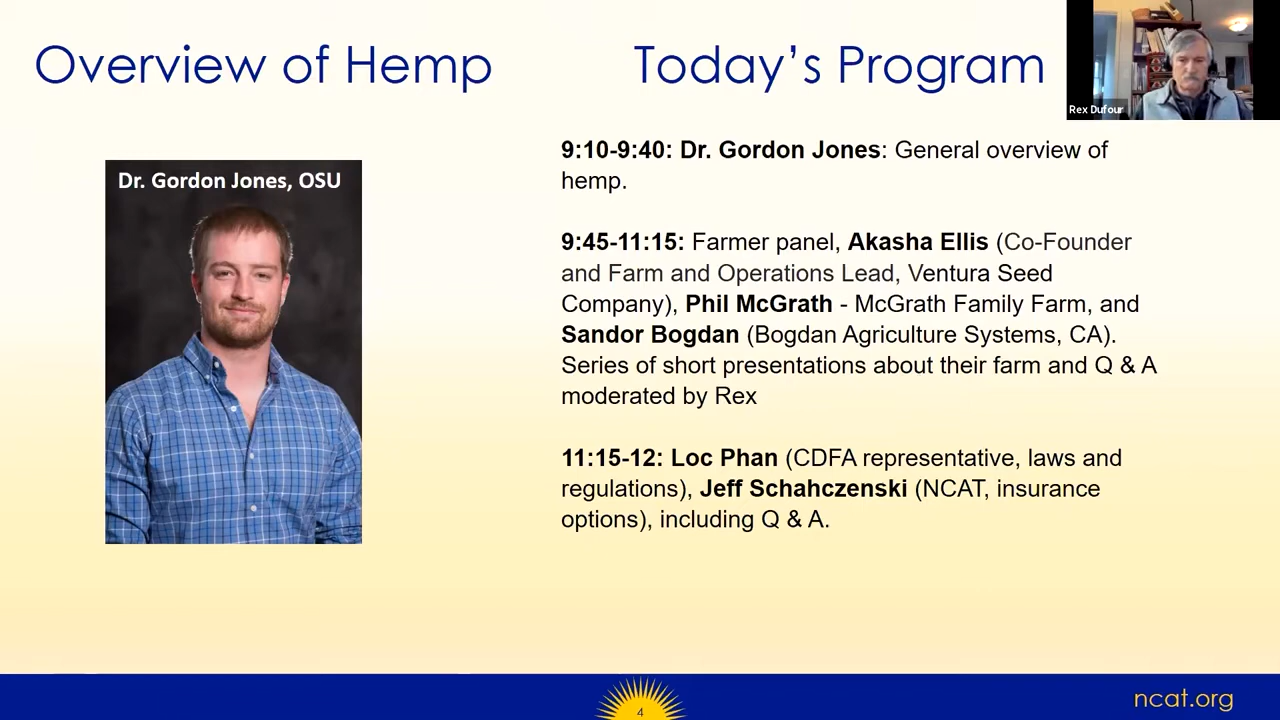 Overview of Hemp
Today's Program
Rex Dufour
Dr. Gordon Jones, OSU
9:10-9:40: Dr. Gordon Jones: General overview of
hemp.
9:45-11:15: Farmer panel, Akasha Ellis (Co-Founder
and Farm and Operations Lead, Ventura Seed
Company), Phil McGrath - McGrath Family Farm, and
Sandor Bogdan (Bogdan Agriculture Systems, CA).
Series of short presentations about their farm and Q & A
moderated by Rex
11:15-12: Loc Phan (CDFA representative, laws and
regulations), Jeff Schahczenski (NCAT, insurance
options), including Q & A.
4
ncat.org